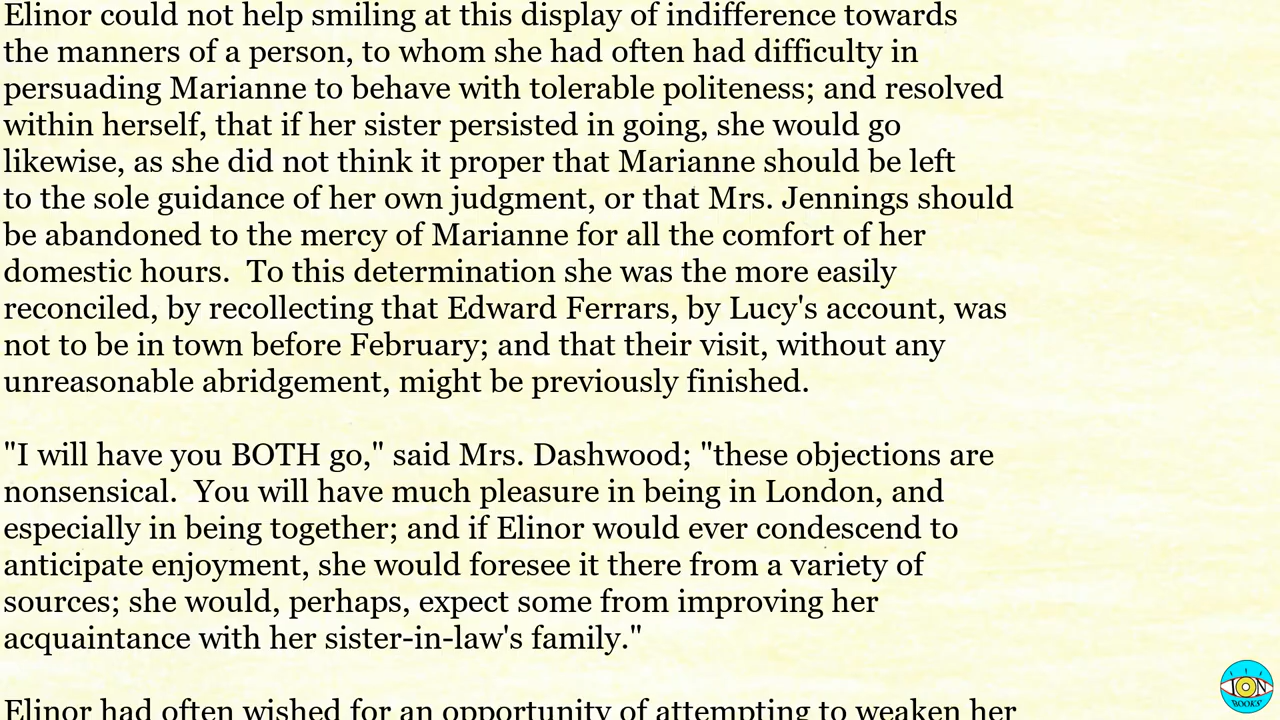 Elinor could not help smiling at this display of indifference towards
the manners of a person, to whom she had often had difficulty in
persuading Marianne to behave with tolerable politeness; and resolved
within herself, that if her sister persisted in going, she would go
likewise, as she did not think it proper that Marianne should be left
to the sole guidance of her own judgment, or that Mrs. Jennings should
be abandoned to the mercy of Marianne for all the comfort of her
domestic hours.  To this determination she was the more easily
reconciled, by recollecting that Edward Ferrars, by Lucy's account, was
not to be in town before February; and that their visit, without any
unreasonable abridgement, might be previously finished.

"I will have you BOTH go," said Mrs. Dashwood; "these objections are
nonsensical.  You will have much pleasure in being in London, and
especially in being together; and if Elinor would ever condescend to
anticipate enjoyment, she would foresee it there from a variety of
sources; she would, perhaps, expect some from improving her
acquaintance with her sister-in-law's family."

Elinor had often wished for an opportunity of attempting to weaken her
ION
BOOKS